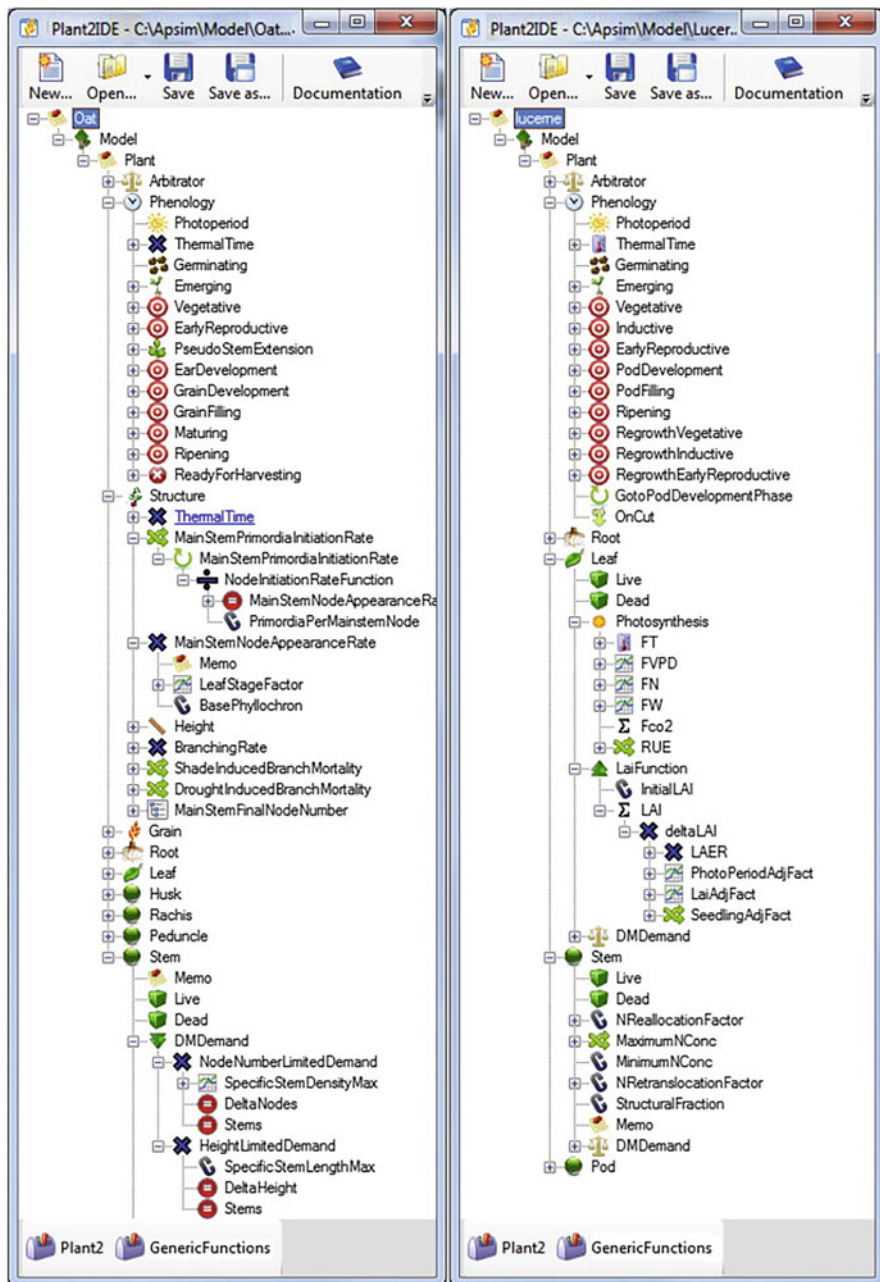 Plant2IDE - C:\Apsim\Model\Oat...
New... Open... Save Save as... Documentation
Oat
Model
Plant
Arbitrator
Phenology
Photoperiod
ThermalTime
Germinating
Emerging
Vegetative
EarlyReproductive
PseudoStemExtension
EarDevelopment
GrainDevelopment
GrainFilling
Maturing
Ripening
ReadyForHarvesting
Structure
ThermalTime
MainStemPrimordiaInitiationRate
MainStemPrimordiaInitiationRate
NodeInitiationRateFunction
MainStemNodeAppearanceRa
PrimordiaPerMainstemNode
MainStemNodeAppearanceRate
Memo
LeafStageFactor
BasePhyllochron
Height
BranchingRate
ShadeInducedBranchMortality
DroughtInducedBranchMortality
MainStemFinalNodeNumber
Grain
Root
Leaf
Husk
Rachis
Peduncle
Stem
Memo
Live
Dead
DMDemand
NodeNumberLimitedDemand
SpecificStemDensityMax
DeltaNodes
Stems
HeightLimitedDemand
SpecificStemLengthMax
DeltaHeight
Stems
Plant2 GenericFunctions
Plant2IDE - C:\Apsim\Model\Lucer...
New... Open... Save Save as... Documentation
lucerne
Model
Plant
Arbitrator
Phenology
Photoperiod
ThermalTime
Germinating
Emerging
Vegetative
Inductive
EarlyReproductive
PodDevelopment
PodFilling
Ripening
RegrowthVegetative
RegrowthInductive
RegrowthEarlyReproductive
GotoPodDevelopmentPhase
OnCut
Root
Leaf
Live
Dead
Photosynthesis
FT
FVPD
FN
FW
Σ Fco2
RUE
LaiFunction
InitialLAI
Σ LAI
deltaLAI
LAER
PhotoPeriodAdjFact
LaiAdjFact
SeedlingAdjFact
DMDemand
Stem
Live
Dead
NReallocationFactor
MaximumNConc
MinimumNConc
NRetranslocationFactor
StructuralFraction
Memo
DMDemand
Pod
Plant2 GenericFunctions